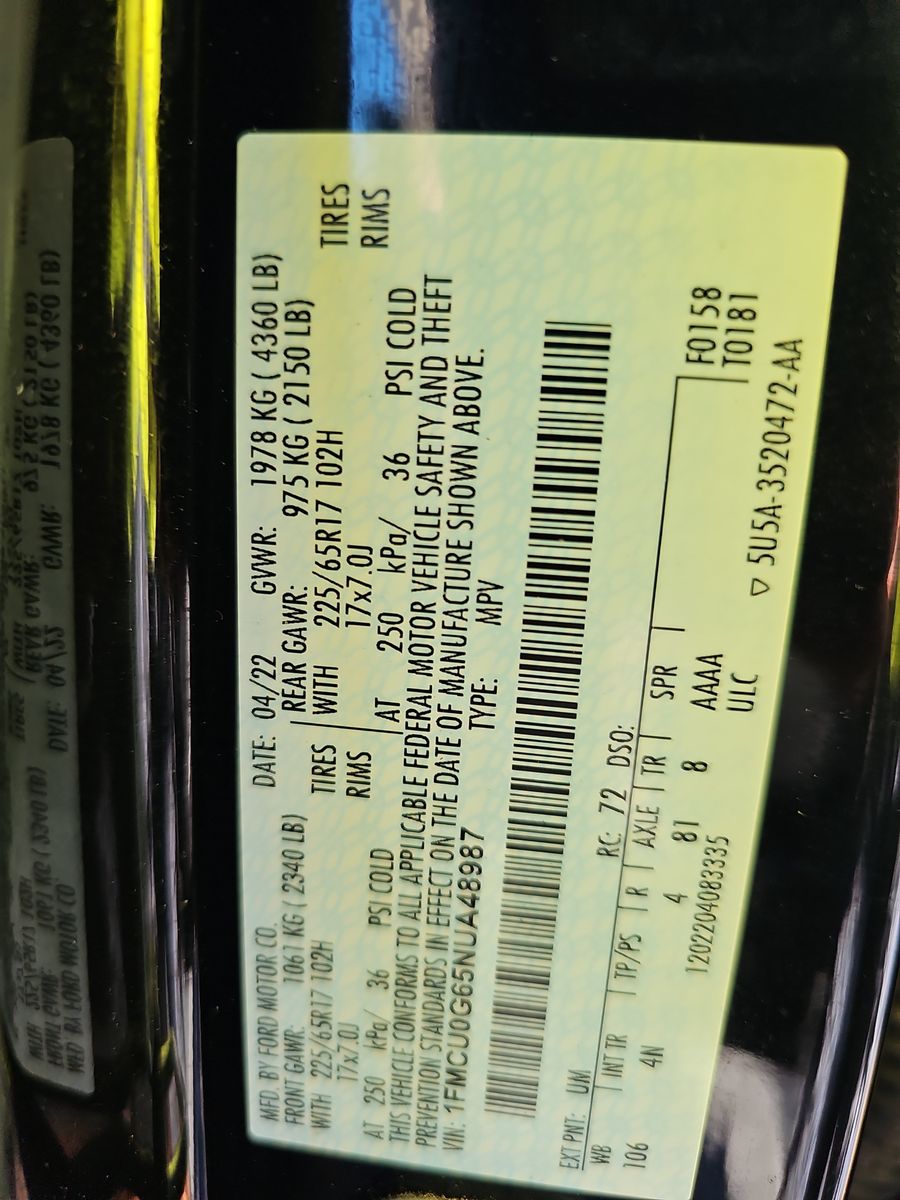 MFD. BY FORD MOTOR CO.
DATE: 04/22 GVWR: 1978 KG ( 4360 LB)
FRONT GAWR: 1061 KG ( 2340 LB) REAR GAWR: 975 KG ( 2150 LB)
WITH 225/65R17 102H TIRES WITH 225/65R17 102H TIRES
17x7.0J RIMS 17x7.0J RIMS
AT 250 kPa/ 36 PSI COLD AT 250 kPa/ 36 PSI COLD
THIS VEHICLE CONFORMS TO ALL APPLICABLE FEDERAL MOTOR VEHICLE SAFETY AND THEFT
PREVENTION STANDARDS IN EFFECT ON THE DATE OF MANUFACTURE SHOWN ABOVE.
VIN: 1FMCU0G65NUA48987 TYPE: MPV
EXT PNT: UM RC: 72 DSO:
WB INT TR TP/PS R AXLE TR SPR
F0158
106 4N 4 81 8 AAAA
T0181
1202204083335 ULC
▽ 5U5A-3520472-AA